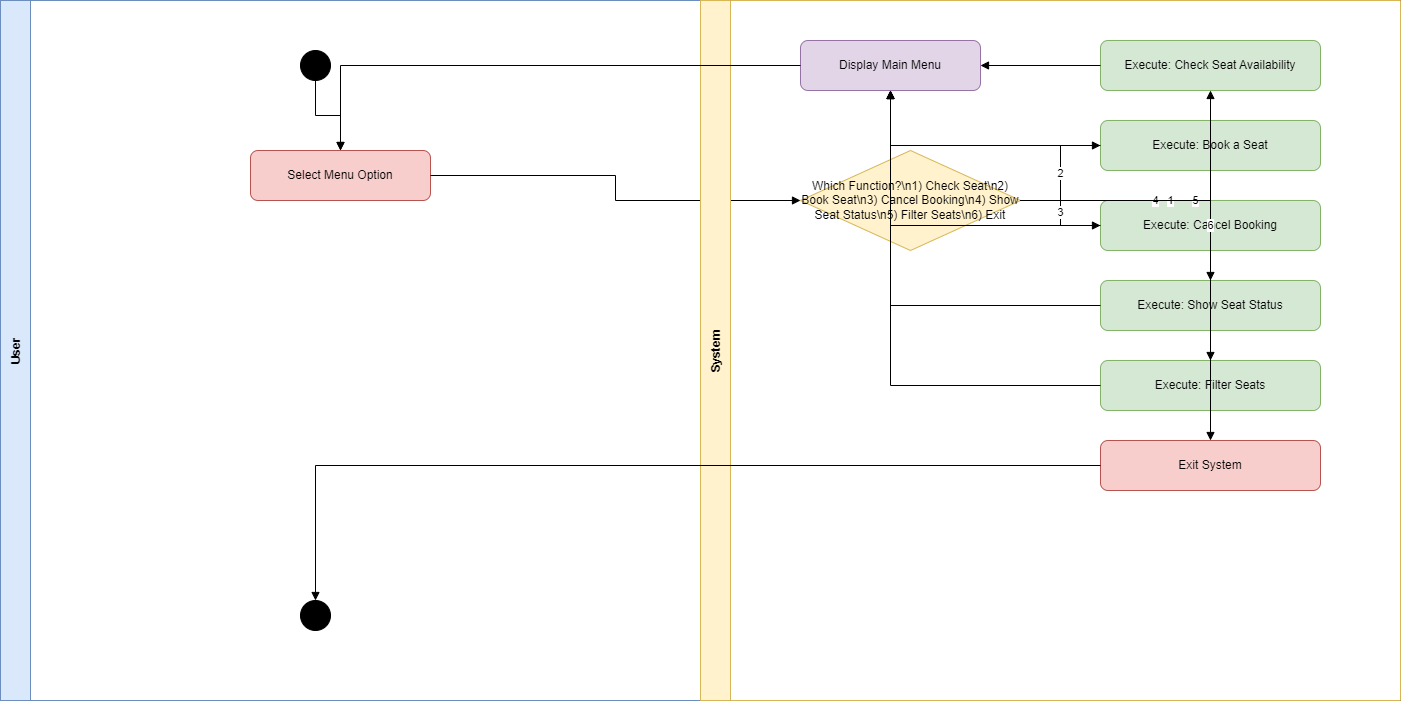 User
System
Display Main Menu
Execute: Check Seat Availability
Execute: Book a Seat
Select Menu Option
2
Which Function?\n1) Check Seat\n2)
Book Seat\n3) Cancel Booking\n4) Show
Seat Status\n5) Filter Seats\n6) Exit
4 1 5
3
Execute: Cancel Booking
6
Execute: Show Seat Status
Execute: Filter Seats
Exit System